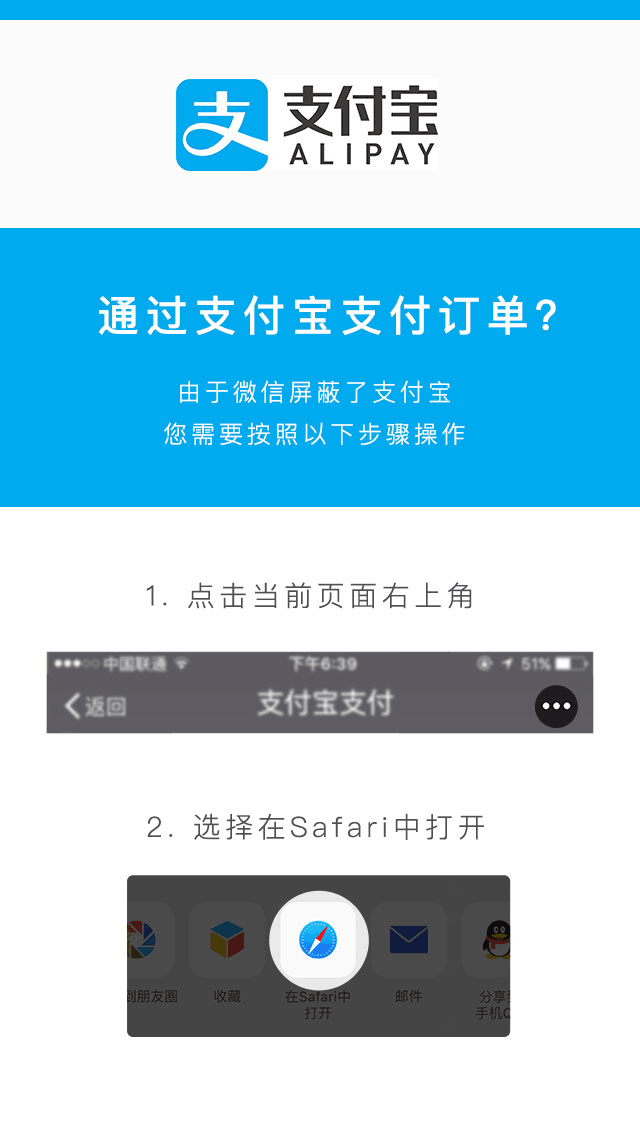 支
支付宝
ALIPAY
通过支付宝支付订单?
由于微信屏蔽了支付宝
您需要按照以下步骤操作
1. 点击当前页面右上角
中国联通 下午6:39 51%
返回 支付宝支付
2. 选择在Safari中打开
到朋友圈 收藏 在Safari中 邮件 分享到
打开 手机Q